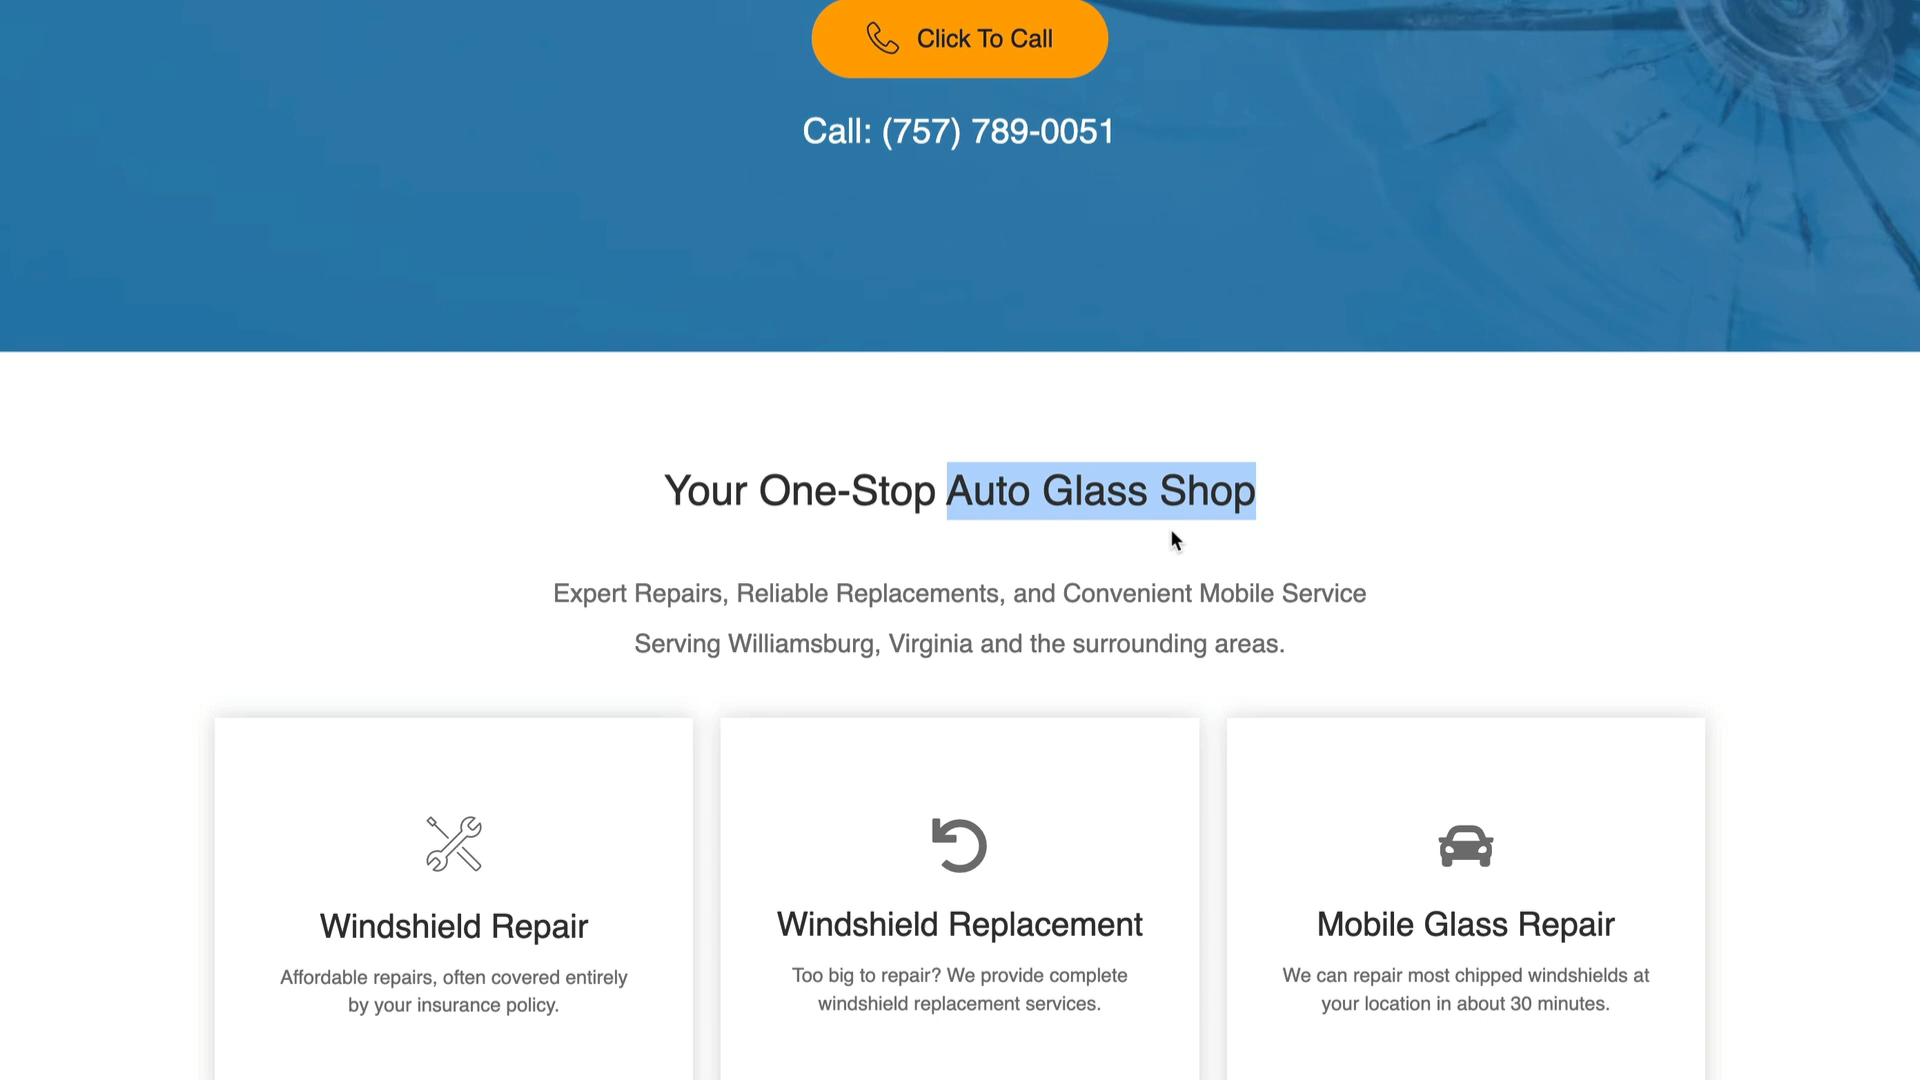 Click To Call
Call: (757) 789-0051
Your One-Stop Auto Glass Shop
Expert Repairs, Reliable Replacements, and Convenient Mobile Service
Serving Williamsburg, Virginia and the surrounding areas.
Windshield Repair
Affordable repairs, often covered entirely
by your insurance policy.
Windshield Replacement
Too big to repair? We provide complete
windshield replacement services.
Mobile Glass Repair
We can repair most chipped windshields at
your location in about 30 minutes.